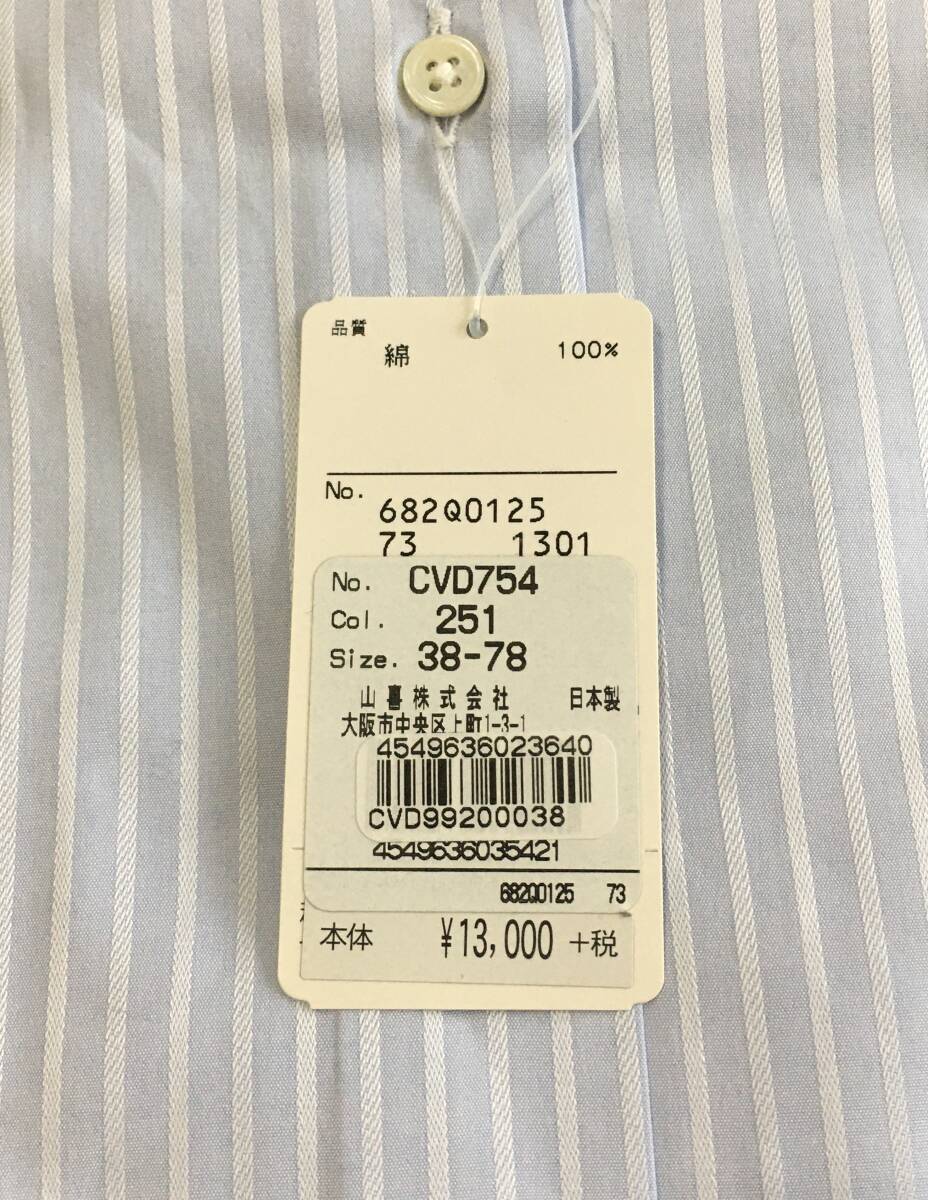 品質
綿 100%
No.
682Q0125
73 1301
No. CVD754
Col. 251
Size. 38-78
山喜株式会社 日本製
大阪市中央区上町1-3-1
4549636023640
CVD99200038
4549636035421
682Q0125 73
本体 ¥13,000 +税